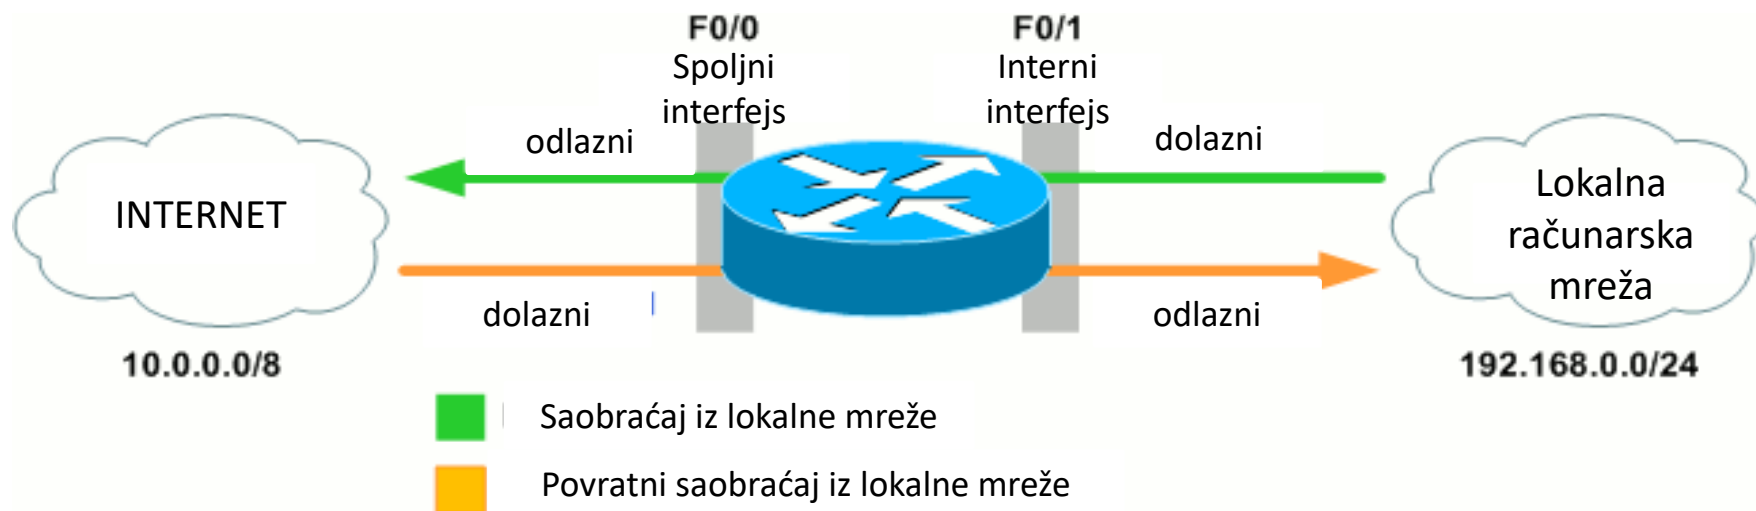 F0/0
F0/1
Spoljni
interfejs
Interni
interfejs
odlazni
dolazni
INTERNET
Lokalna
računarska
mreža
dolazni
odlazni
10.0.0.0/8
192.168.0.0/24
Saobraćaj iz lokalne mreže
Povratni saobraćaj iz lokalne mreže